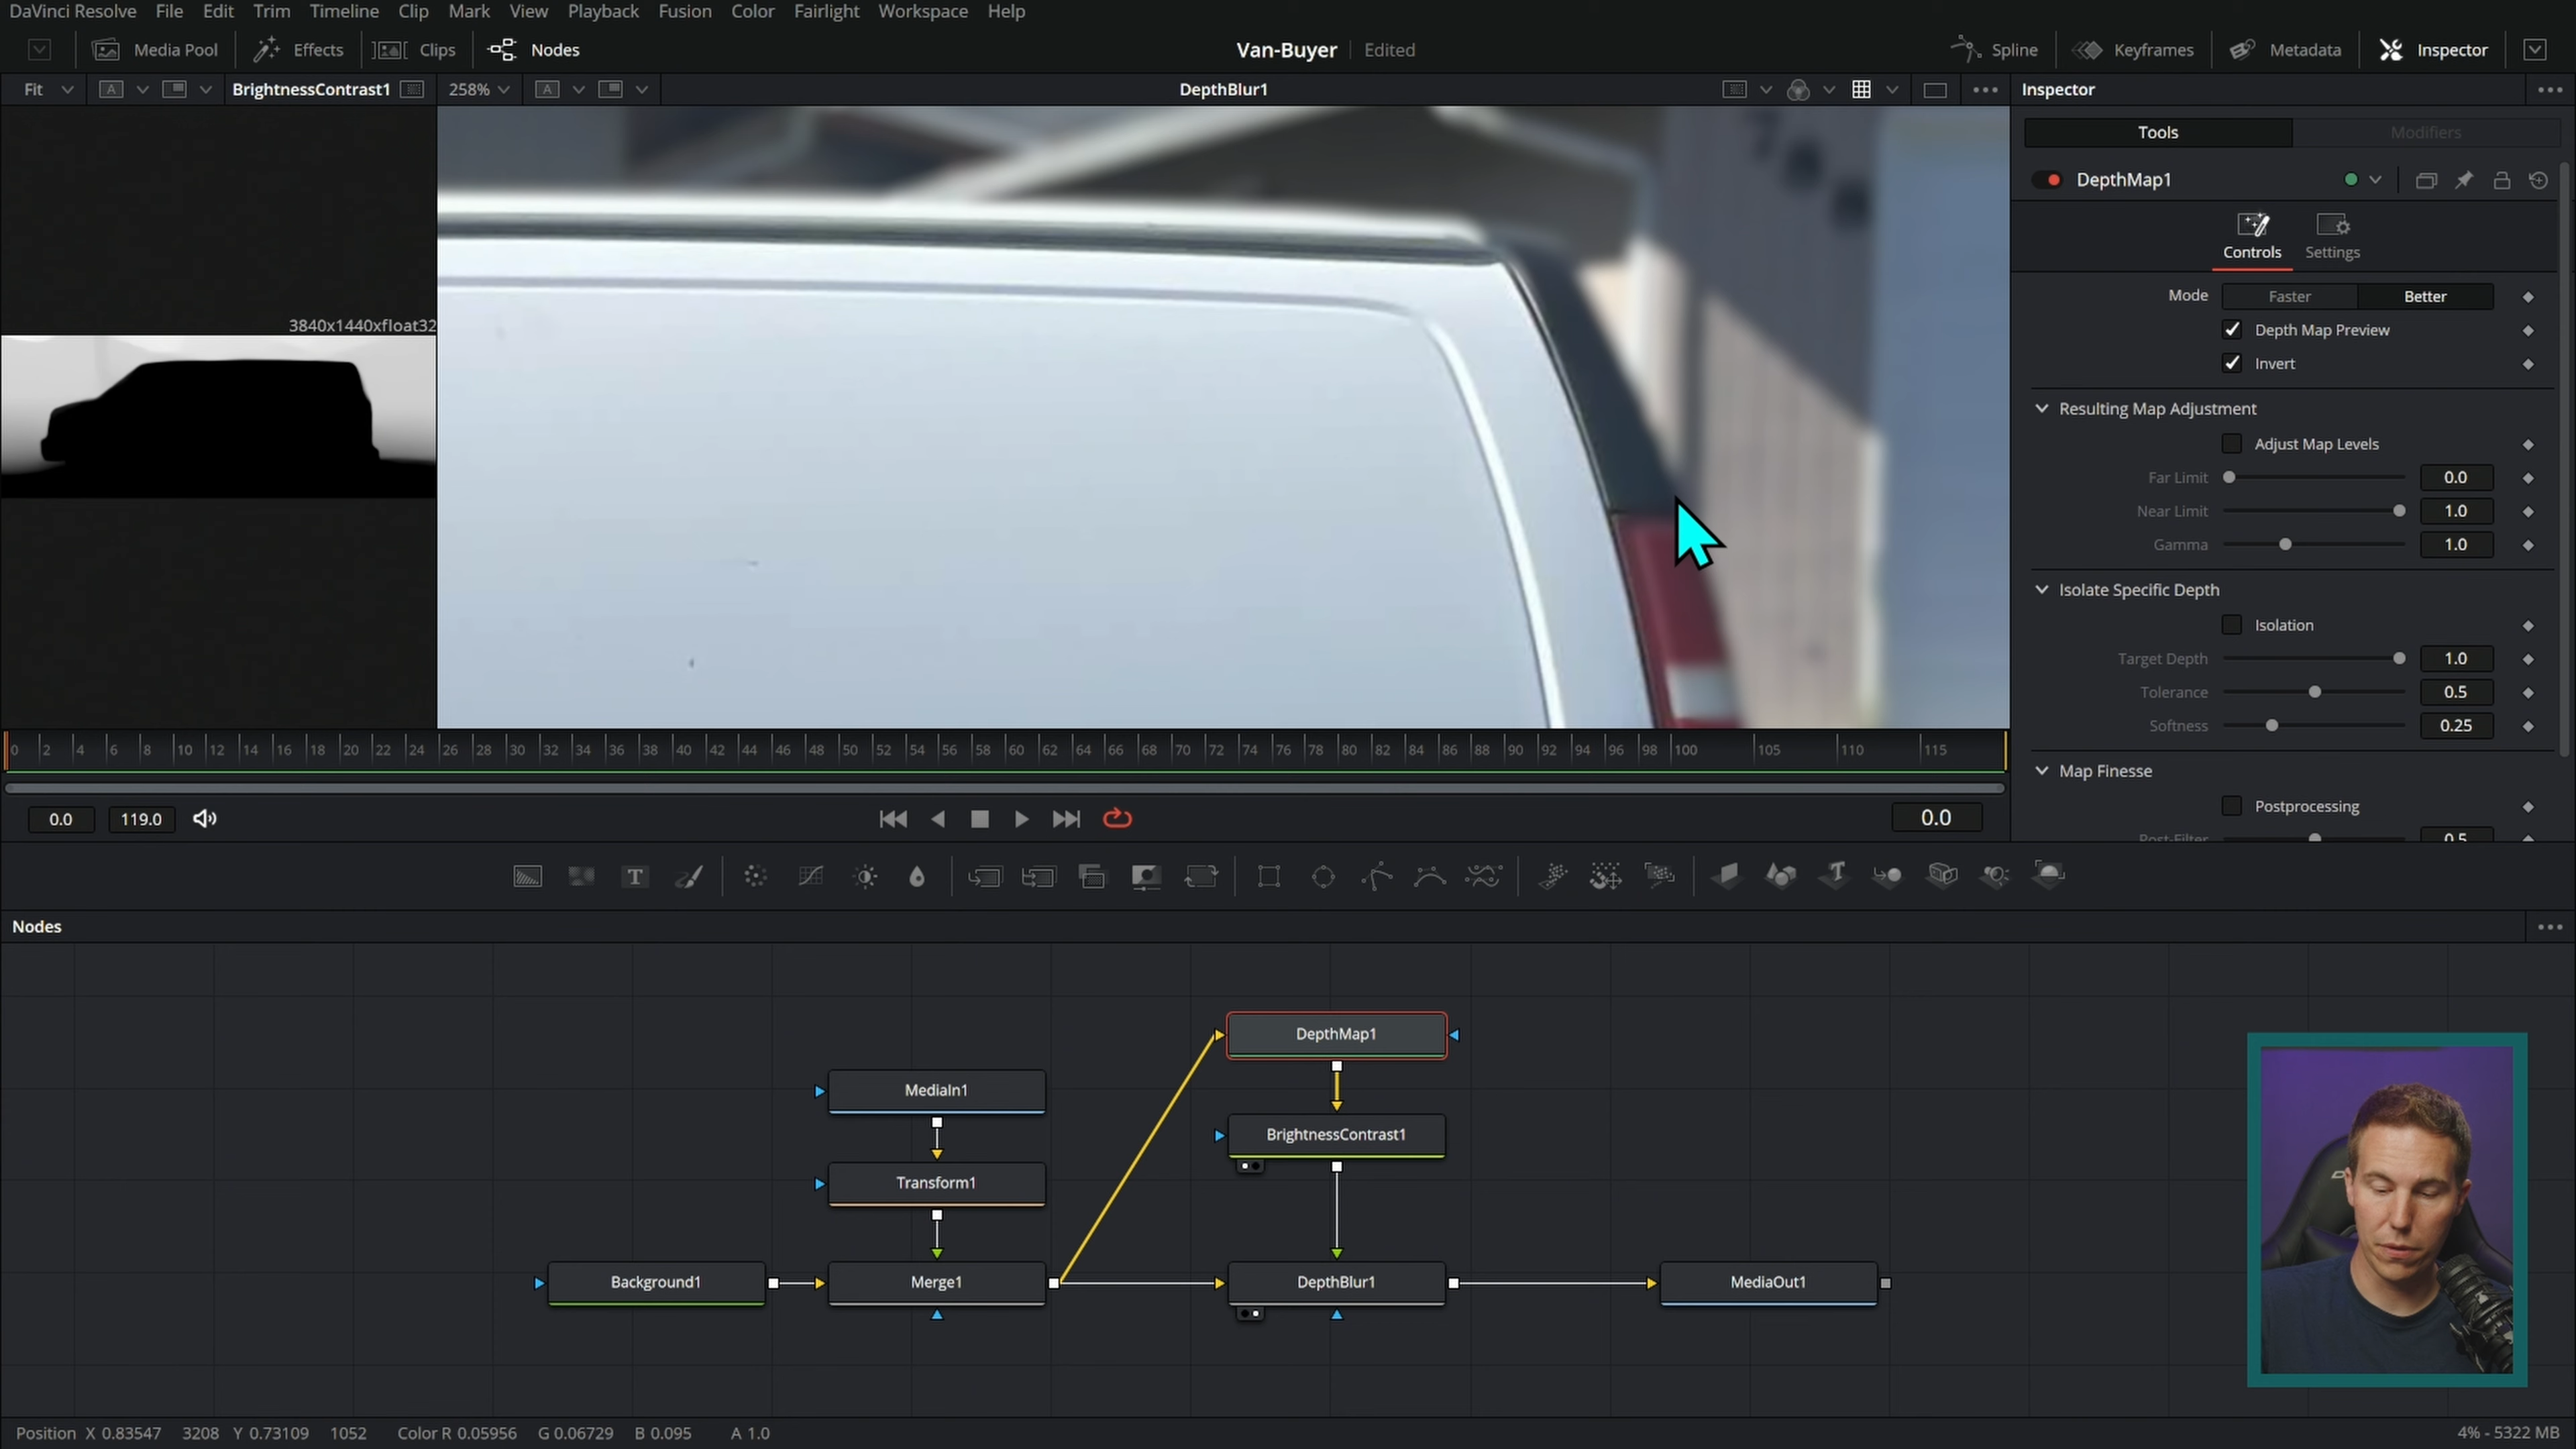 DaVinci Resolve File Edit Trim Timeline Clip Mark View Playback Fusion Color Fairlight Workspace Help
Media Pool Effects Clips Nodes Van-Buyer Edited Spline Keyframes Metadata Inspector
Fit A BrightnessContrast1 258% A DepthBlur1 Inspector
Tools Modifiers
DepthMap1
Controls Settings
Mode Faster Better
3840x1440xfloat32
Depth Map Preview
Invert
Resulting Map Adjustment
Adjust Map Levels
Far Limit 0.0
Near Limit 1.0
Gamma 1.0
Isolate Specific Depth
Isolation
Target Depth 1.0
Tolerance 0.5
Softness 0.25
0 2 4 6 8 10 12 14 16 18 20 22 24 26 28 30 32 34 36 38 40 42 44 46 48 50 52 54 56 58 60 62 64 66 68 70 72 74 76 78 80 82 84 86 88 90 92 94 96 98 100 105 110 115
Map Finesse
Postprocessing
0.0 119.0 0.0
Post-Filter 0.5
T T
Nodes
DepthMap1
MediaIn1
BrightnessContrast1
Transform1
Background1 Merge1 DepthBlur1 MediaOut1
Position X 0.83547 3208 Y 0.73109 1052 Color R 0.05956 G 0.06729 B 0.095 A 1.0 4% - 5322 MB